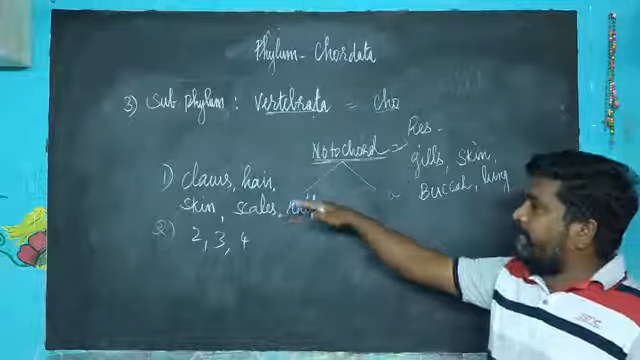 Phylum - Chordata
3) Sub phylum : Vertebrata = cho
Notochord - Res -
gills, skin,
Buccal, lung
1) claws, hair,
skin, scales,
2) 2, 3, 4